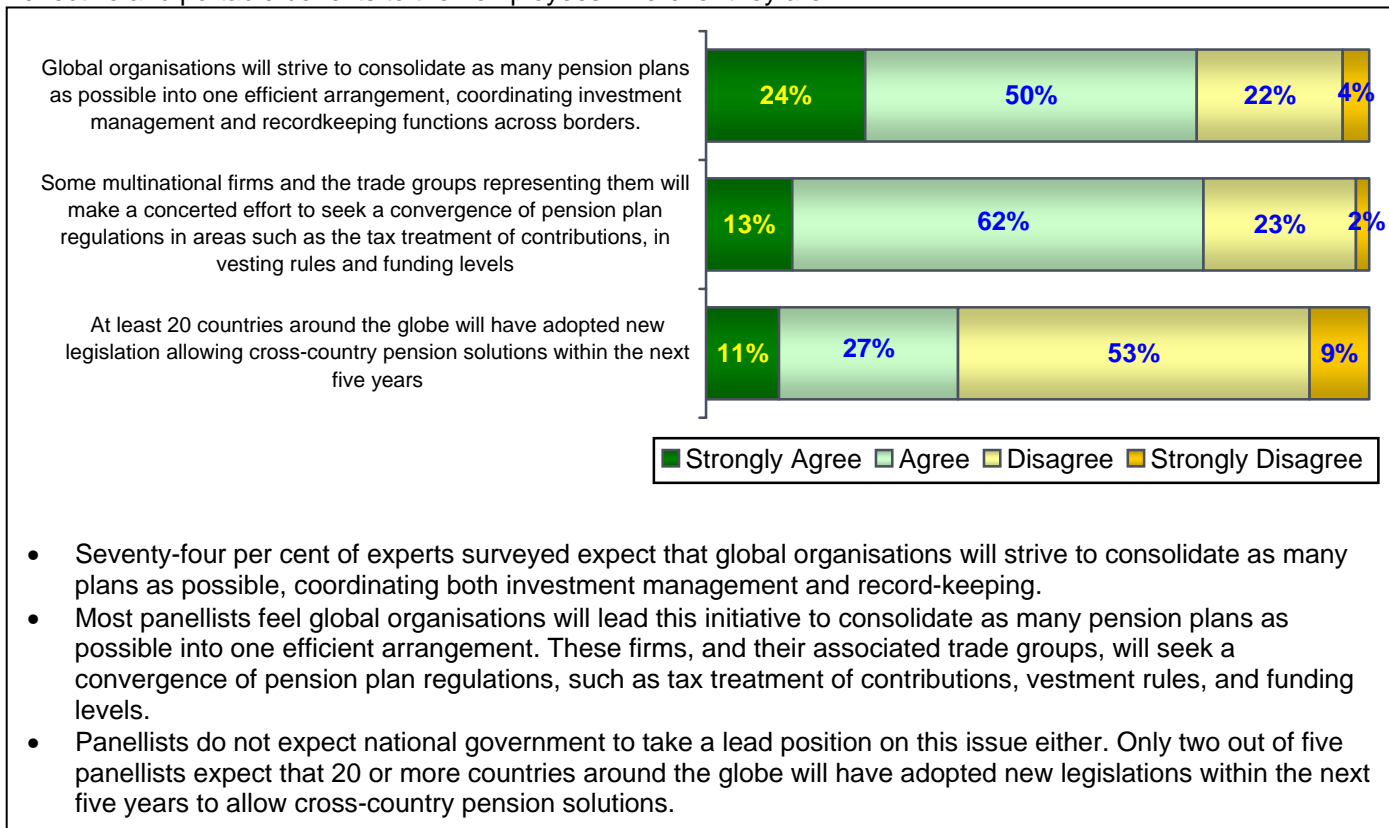 Global organisations will strive to consolidate as many pension plans
as possible into one efficient arrangement, coordinating investment
management and recordkeeping functions across borders.
24% 50% 22% 4%
Some multinational firms and the trade groups representing them will
make a concerted effort to seek a convergence of pension plan
regulations in areas such as the tax treatment of contributions, in
vesting rules and funding levels
13% 62% 23% 2%
At least 20 countries around the globe will have adopted new
legislation allowing cross-country pension solutions within the next
five years
11% 27% 53% 9%
Strongly Agree Agree Disagree Strongly Disagree
• Seventy-four per cent of experts surveyed expect that global organisations will strive to consolidate as many
plans as possible, coordinating both investment management and record-keeping.
• Most panellists feel global organisations will lead this initiative to consolidate as many pension plans as
possible into one efficient arrangement. These firms, and their associated trade groups, will seek a
convergence of pension plan regulations, such as tax treatment of contributions, vestment rules, and funding
levels.
• Panellists do not expect national government to take a lead position on this issue either. Only two out of five
panellists expect that 20 or more countries around the globe will have adopted new legislations within the next
five years to allow cross-country pension solutions.